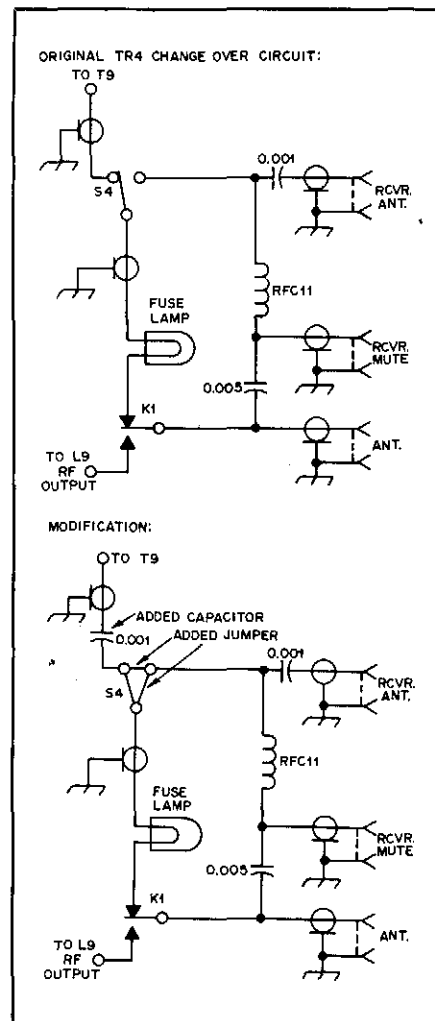 ORIGINAL TR4 CHANGE OVER CIRCUIT:
TO T9
S4
0.001
RCVR.
ANT.
RFC11
FUSE
LAMP
RCVR.
MUTE
0.005
K1
ANT.
TO L9
RF
OUTPUT
MODIFICATION:
TO T9
ADDED CAPACITOR
0.001
ADDED JUMPER
S4
0.001
RCVR.
ANT.
RFC11
FUSE
LAMP
RCVR.
MUTE
0.005
K1
ANT.
TO L9
RF
OUTPUT